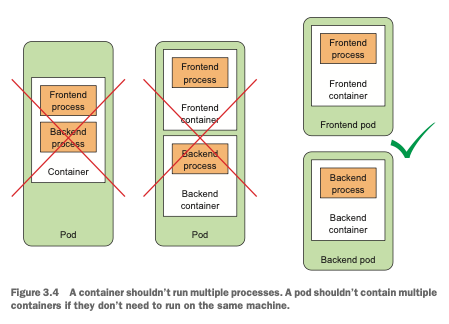 Frontend
process
Backend
process
Container
Pod
Frontend
process
Frontend
container
Backend
process
Backend
container
Pod
Frontend
process
Frontend
container
Frontend pod
Backend
process
Backend
container
Backend pod
Figure 3.4 A container shouldn't run multiple processes. A pod shouldn't contain multiple
containers if they don't need to run on the same machine.